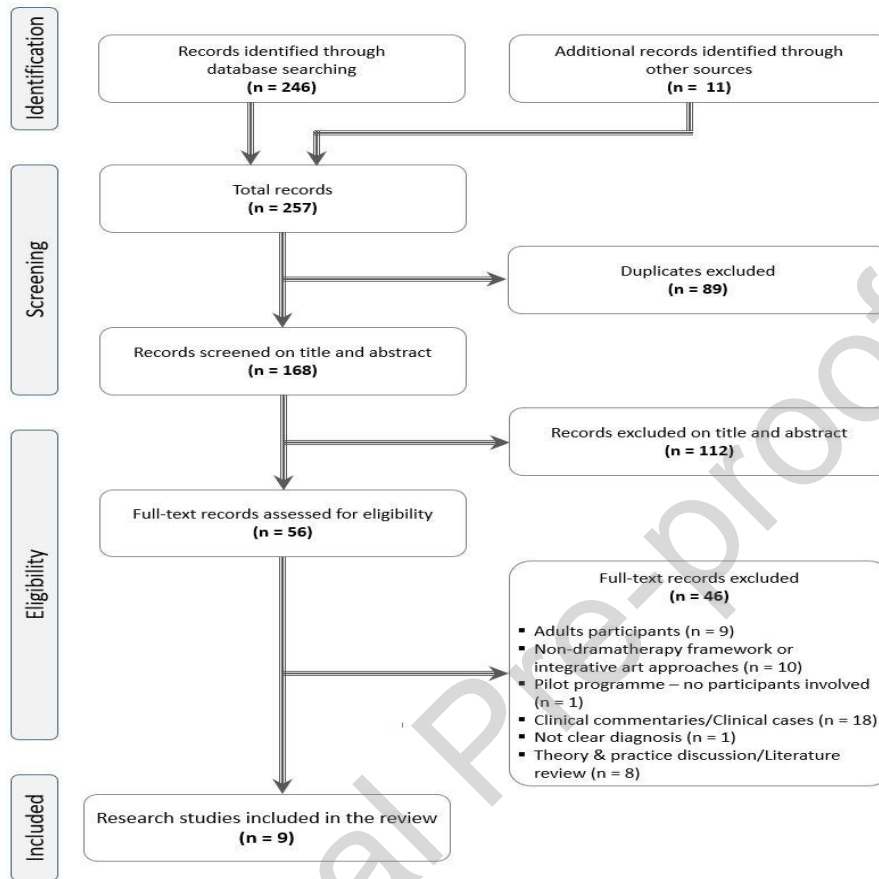 Identification
Records identified through
database searching
(n = 246)
Additional records identified through
other sources
(n = 11)
Screening
Total records
(n = 257)
Duplicates excluded
(n = 89)
Records screened on title and abstract
(n = 168)
Records excluded on title and abstract
(n = 112)
Eligibility
Full-text records assessed for eligibility
(n = 56)
Full-text records excluded
(n = 46)
▪ Adults participants (n = 9)
▪ Non-dramatherapy framework or
integrative art approaches (n = 10)
▪ Pilot programme – no participants involved
(n = 1)
▪ Clinical commentaries/Clinical cases (n = 18)
▪ Not clear diagnosis (n = 1)
▪ Theory & practice discussion/Literature
review (n = 8)
Included
Research studies included in the review
(n = 9)
al Pre-proof